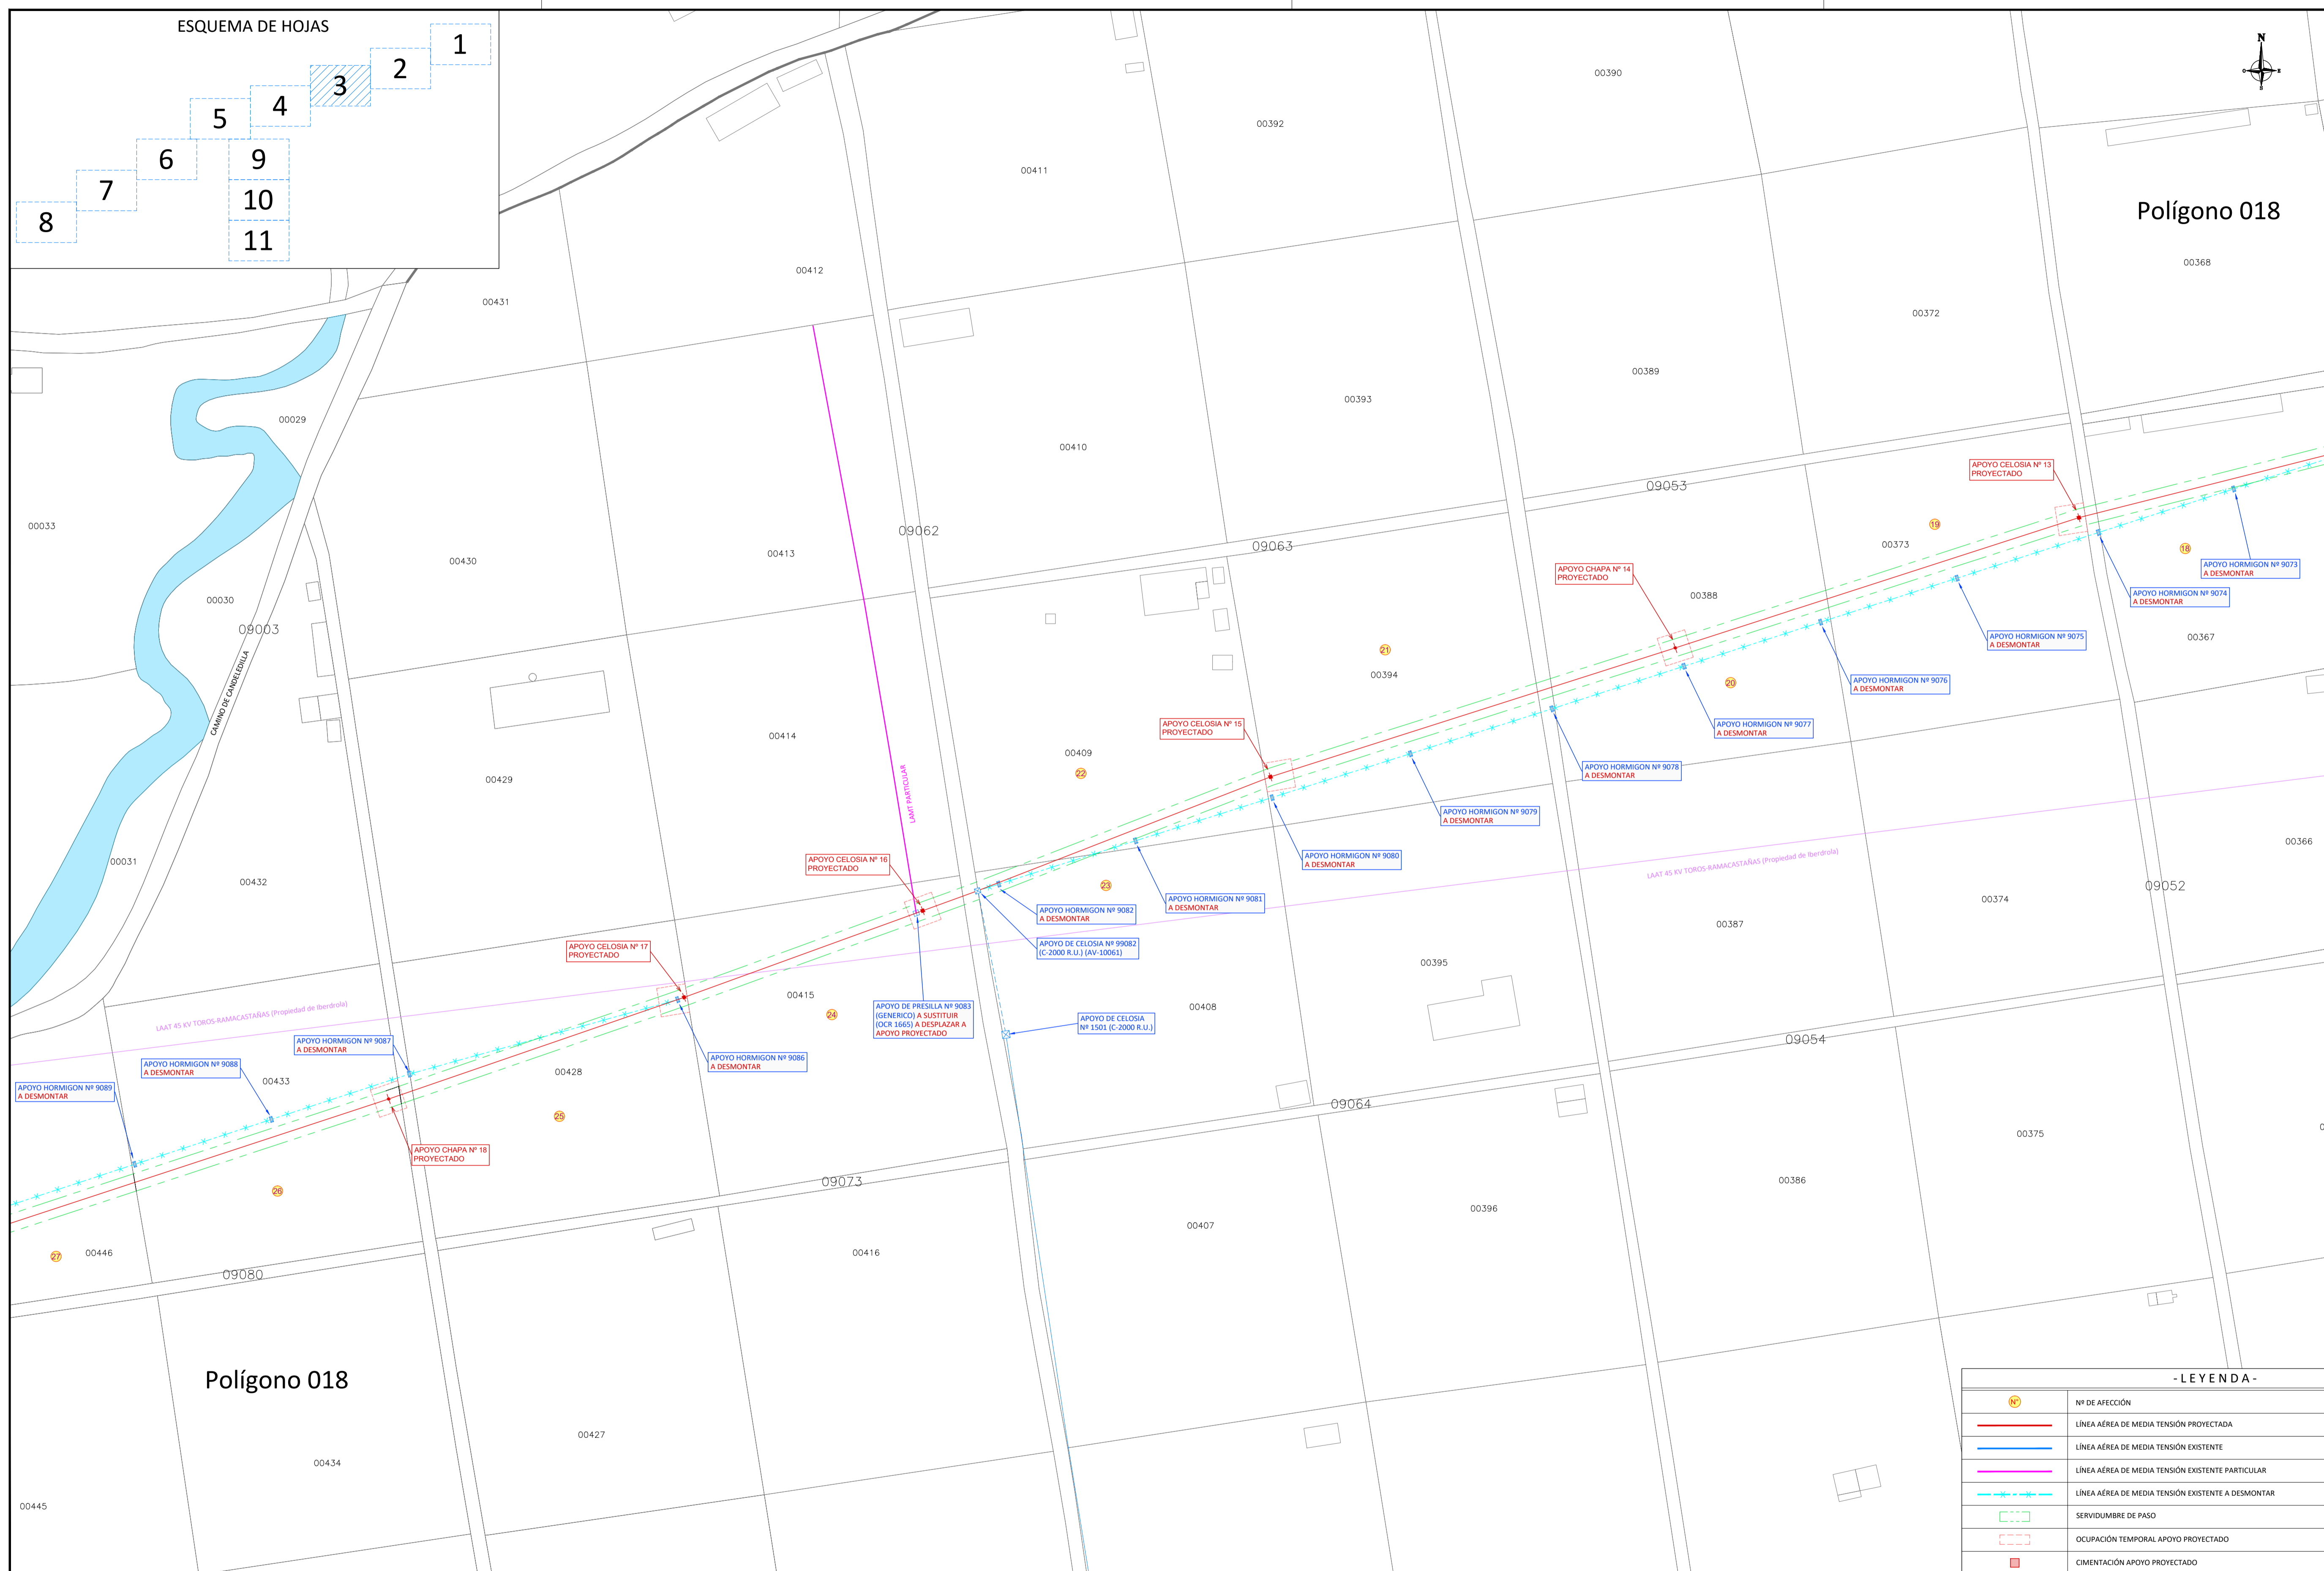 ESQUEMA DE HOJAS
1
2
3
4
5
6
7
8
9
10
11
N
O
E
S
00390
00392
00411
Polígono 018
00368
00412
00431
00372
00389
00393
00029
00410
APOYO CELOSIA Nº 13
PROYECTADO
09053
00033
09062
19
00373
09063
18
00413
00430
APOYO HORMIGON Nº 9073
A DESMONTAR
APOYO CHAPA Nº 14
PROYECTADO
APOYO HORMIGON Nº 9074
A DESMONTAR
00388
00030
09003
00367
APOYO HORMIGON Nº 9075
A DESMONTAR
21
00394
CAMINO DE CANDELEDILLA
APOYO HORMIGON Nº 9076
A DESMONTAR
20
APOYO CELOSIA Nº 15
PROYECTADO
APOYO HORMIGON Nº 9077
A DESMONTAR
00414
00409
22
00429
LAMT PARTICULAR
APOYO HORMIGON Nº 9078
A DESMONTAR
APOYO HORMIGON Nº 9079
A DESMONTAR
00366
00031
APOYO CELOSIA Nº 16
PROYECTADO
APOYO HORMIGON Nº 9080
A DESMONTAR
LAAT 45 KV TOROS-RAMACASTAÑAS (Propiedad de Iberdrola)
00432
23
09052
APOYO HORMIGON Nº 9081
A DESMONTAR
00374
APOYO HORMIGON Nº 9082
A DESMONTAR
00387
APOYO CELOSIA Nº 17
PROYECTADO
APOYO DE CELOSIA Nº 99082
(C-2000 R.U.) (AV-10061)
00395
00415
00408
24
APOYO DE PRESILLA Nº 9083
(GENERICO) A SUSTITUIR
(OCR 1665) A DESPLAZAR A
APOYO PROYECTADO
APOYO DE CELOSIA
Nº 1501 (C-2000 R.U.)
LAAT 45 KV TOROS-RAMACASTAÑAS (Propiedad de Iberdrola)
09054
APOYO HORMIGON Nº 9087
A DESMONTAR
APOYO HORMIGON Nº 9086
A DESMONTAR
APOYO HORMIGON Nº 9088
A DESMONTAR
00428
00433
APOYO HORMIGON Nº 9089
A DESMONTAR
09064
25
00375
APOYO CHAPA Nº 18
PROYECTADO
09073
00386
26
00396
00407
00416
27
00446
09080
Polígono 018
00427
00434
00445
-LEYENDA-
Nº
Nº DE AFECCIÓN
LÍNEA AÉREA DE MEDIA TENSIÓN PROYECTADA
LÍNEA AÉREA DE MEDIA TENSIÓN EXISTENTE
LÍNEA AÉREA DE MEDIA TENSIÓN EXISTENTE PARTICULAR
LÍNEA AÉREA DE MEDIA TENSIÓN EXISTENTE A DESMONTAR
SERVIDUMBRE DE PASO
OCUPACIÓN TEMPORAL APOYO PROYECTADO
CIMENTACIÓN APOYO PROYECTADO